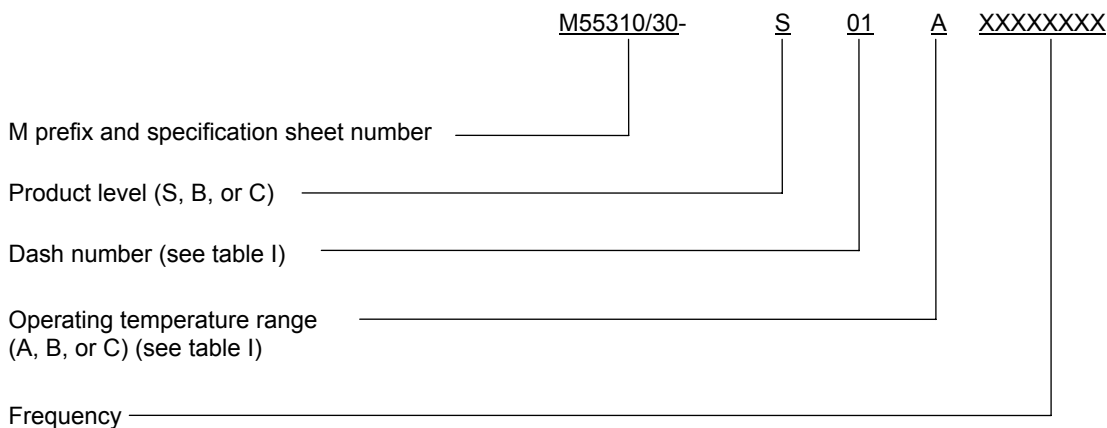 M55310/30- S 01 A XXXXXXXX
M prefix and specification sheet number
Product level (S, B, or C)
Dash number (see table I)
Operating temperature range
(A, B, or C) (see table I)
Frequency